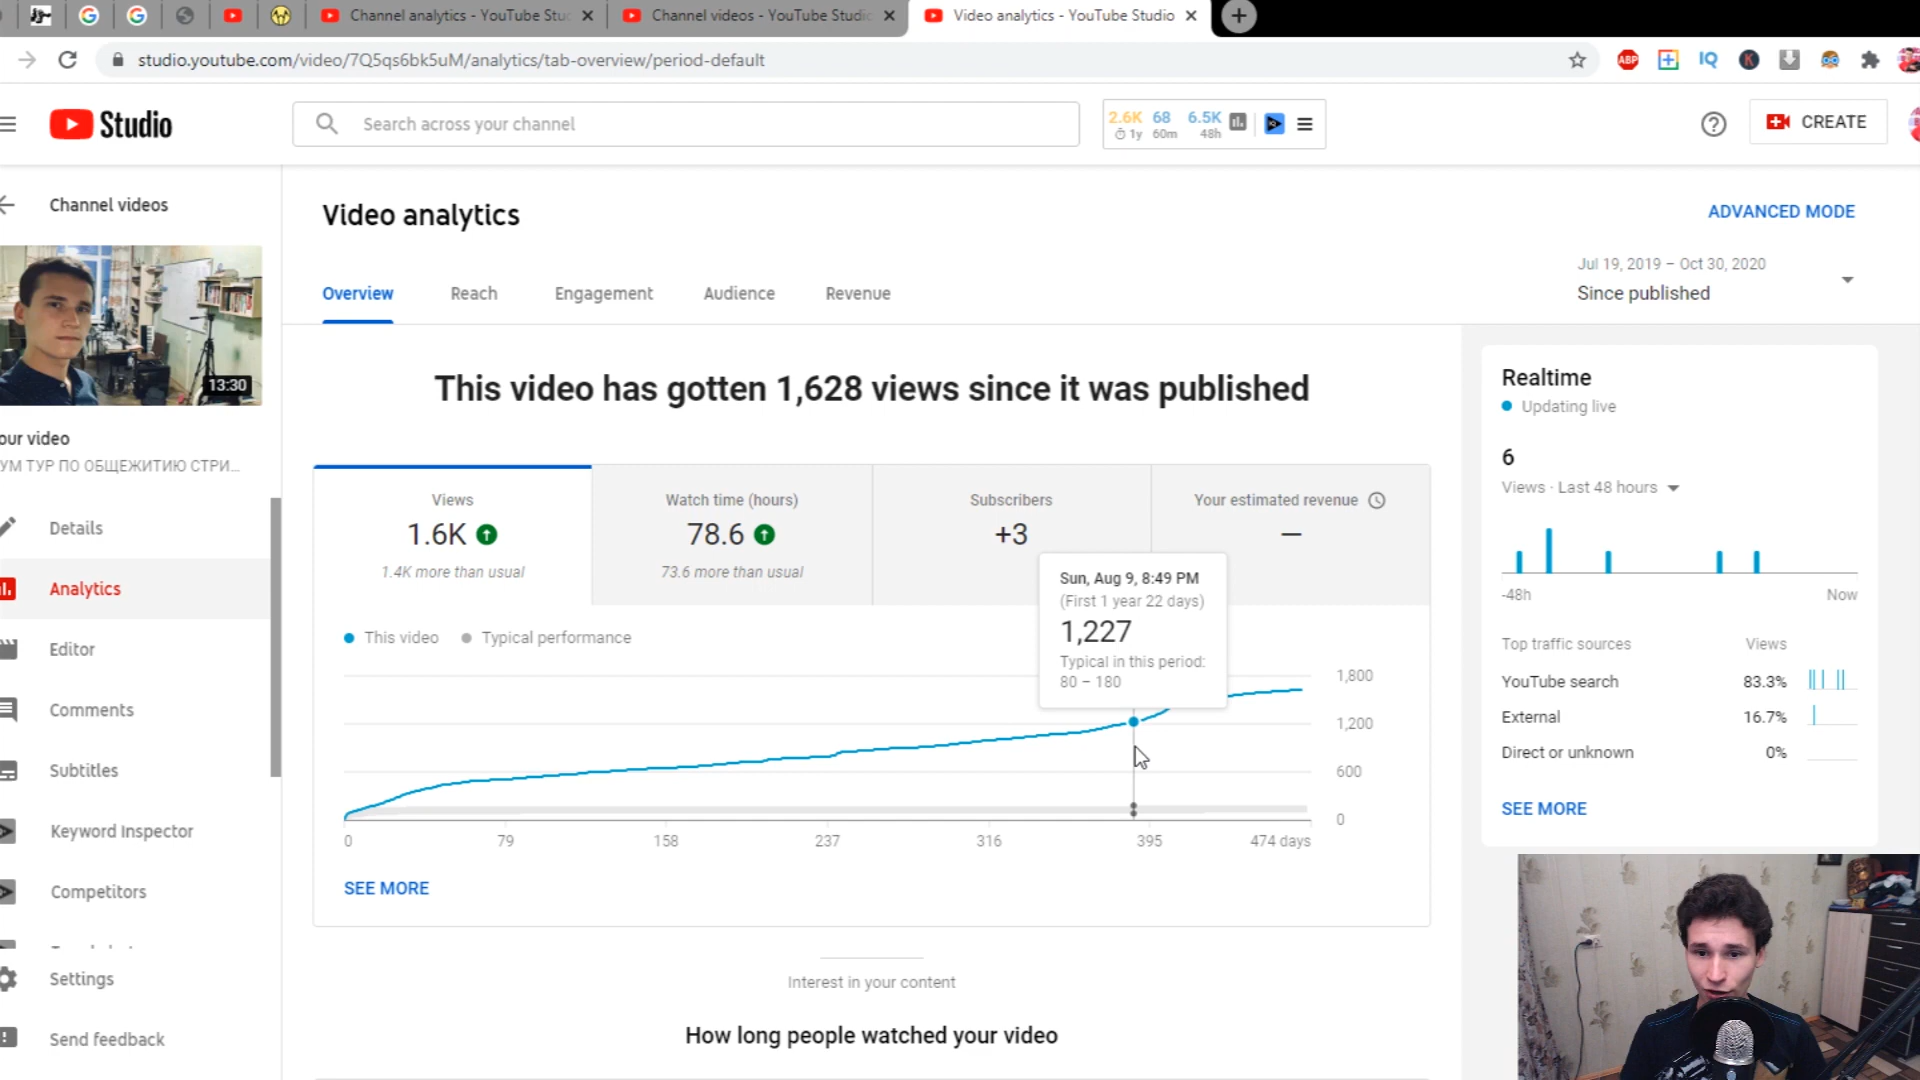 Channel analytics - YouTube Stu
Channel videos - YouTube Studio
Video analytics - YouTube Studio
studio.youtube.com/video/7Q5qs6bk5uM/analytics/tab-overview/period-default
ABP
IQ
K
Studio
Search across your channel
2.6K 68 6.5K
1y 60m 48h
CREATE
Channel videos
Video analytics
ADVANCED MODE
Jul 19, 2019 – Oct 30, 2020
Since published
Overview
Reach
Engagement
Audience
Revenue
13:30
our video
УМ ТУР ПО ОБЩЕЖИТИЮ СТРИ...
Details
Analytics
Editor
Comments
Subtitles
Keyword Inspector
Competitors
Settings
Send feedback
This video has gotten 1,628 views since it was published
Views
1.6K
1.4K more than usual
Watch time (hours)
78.6
73.6 more than usual
Subscribers
+3
Your estimated revenue
—
Sun, Aug 9, 8:49 PM
(First 1 year 22 days)
1,227
Typical in this period:
80 – 180
This video
Typical performance
1,800
1,200
600
0
0 79 158 237 316 395 474 days
SEE MORE
Interest in your content
How long people watched your video
Realtime
Updating live
6
Views · Last 48 hours
-48h Now
Top traffic sources Views
YouTube search 83.3%
External 16.7%
Direct or unknown 0%
SEE MORE